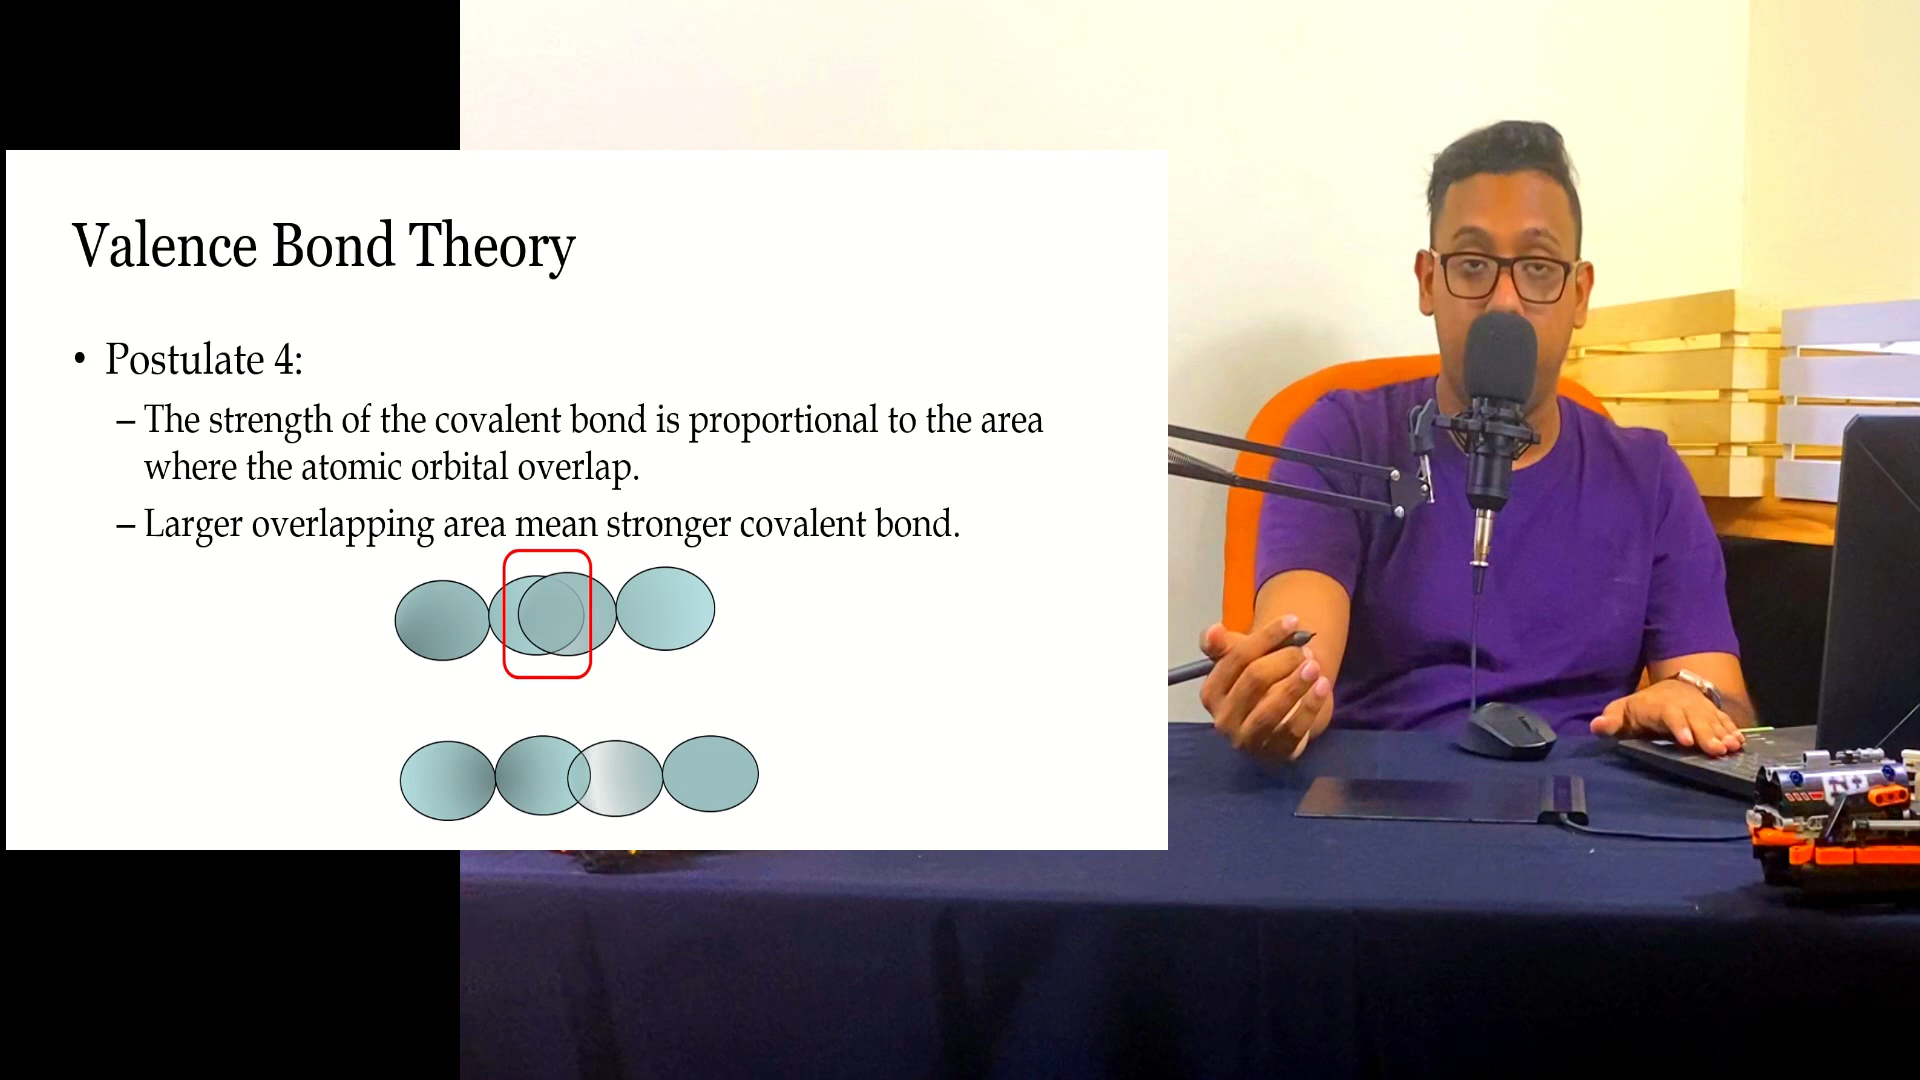 Valence Bond Theory
• Postulate 4:
– The strength of the covalent bond is proportional to the area
where the atomic orbital overlap.
– Larger overlapping area mean stronger covalent bond.